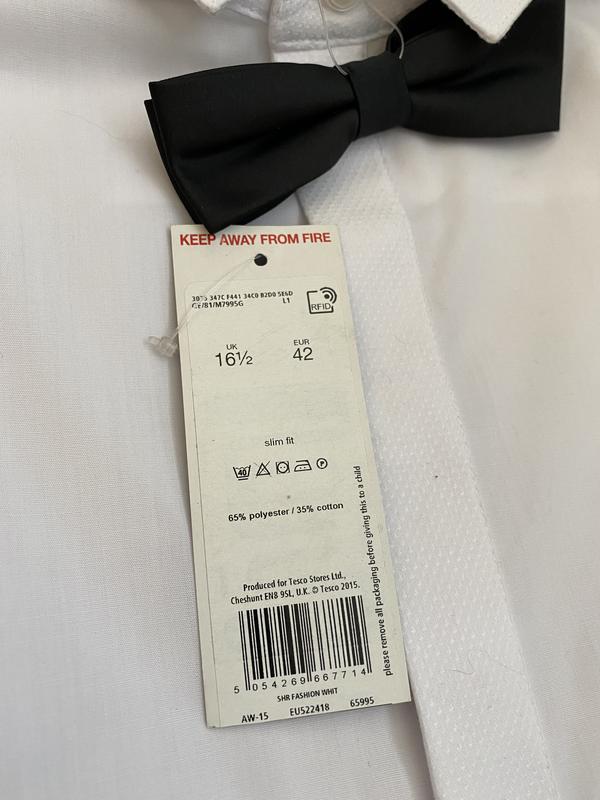 KEEP AWAY FROM FIRE
347C F441 34C0 B2D0 5E6D
CE/81/M7995G L1
RFID
UK EUR
16½ 42
slim fit
40 P
65% polyester / 35% cotton
please remove all packaging before giving this to a child
Produced for Tesco Stores Ltd.,
Cheshunt EN8 9SL, U.K. © Tesco 2015.
5 054269 667714
SHR FASHION WHIT
AW-15 EU522418 65995